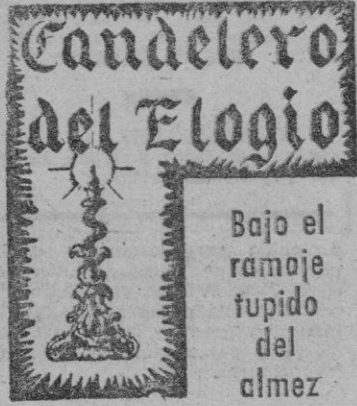 Candelero
del Elogio
Bajo el
ramaje
tupido
del
almez